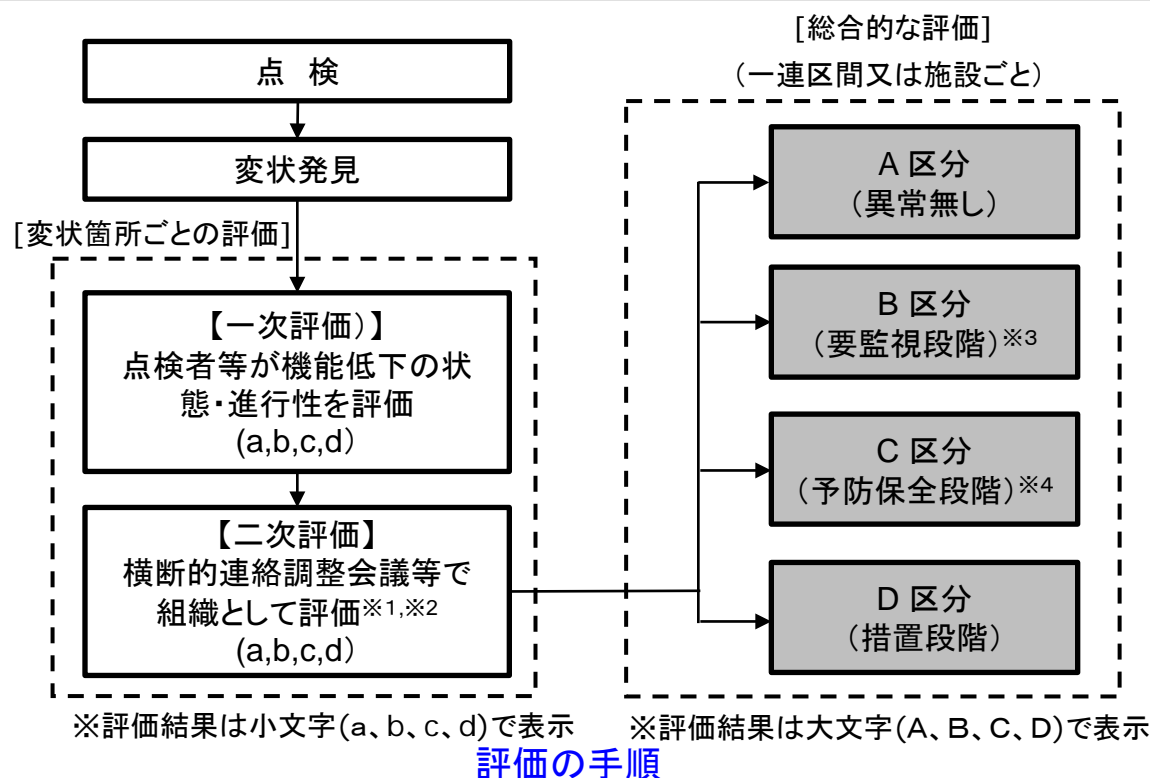 点 検
変状発見
[変状箇所ごとの評価]
【一次評価)】
点検者等が機能低下の状
態・進行性を評価
(a,b,c,d)
【二次評価】
横断的連絡調整会議等で
組織として評価※1,※2
(a,b,c,d)
※評価結果は小文字(a、b、c、d)で表示
[総合的な評価]
(一連区間又は施設ごと)
A 区分
(異常無し)
B 区分
(要監視段階)※3
C 区分
(予防保全段階)※4
D 区分
(措置段階)
※評価結果は大文字(A、B、C、D)で表示
評価の手順